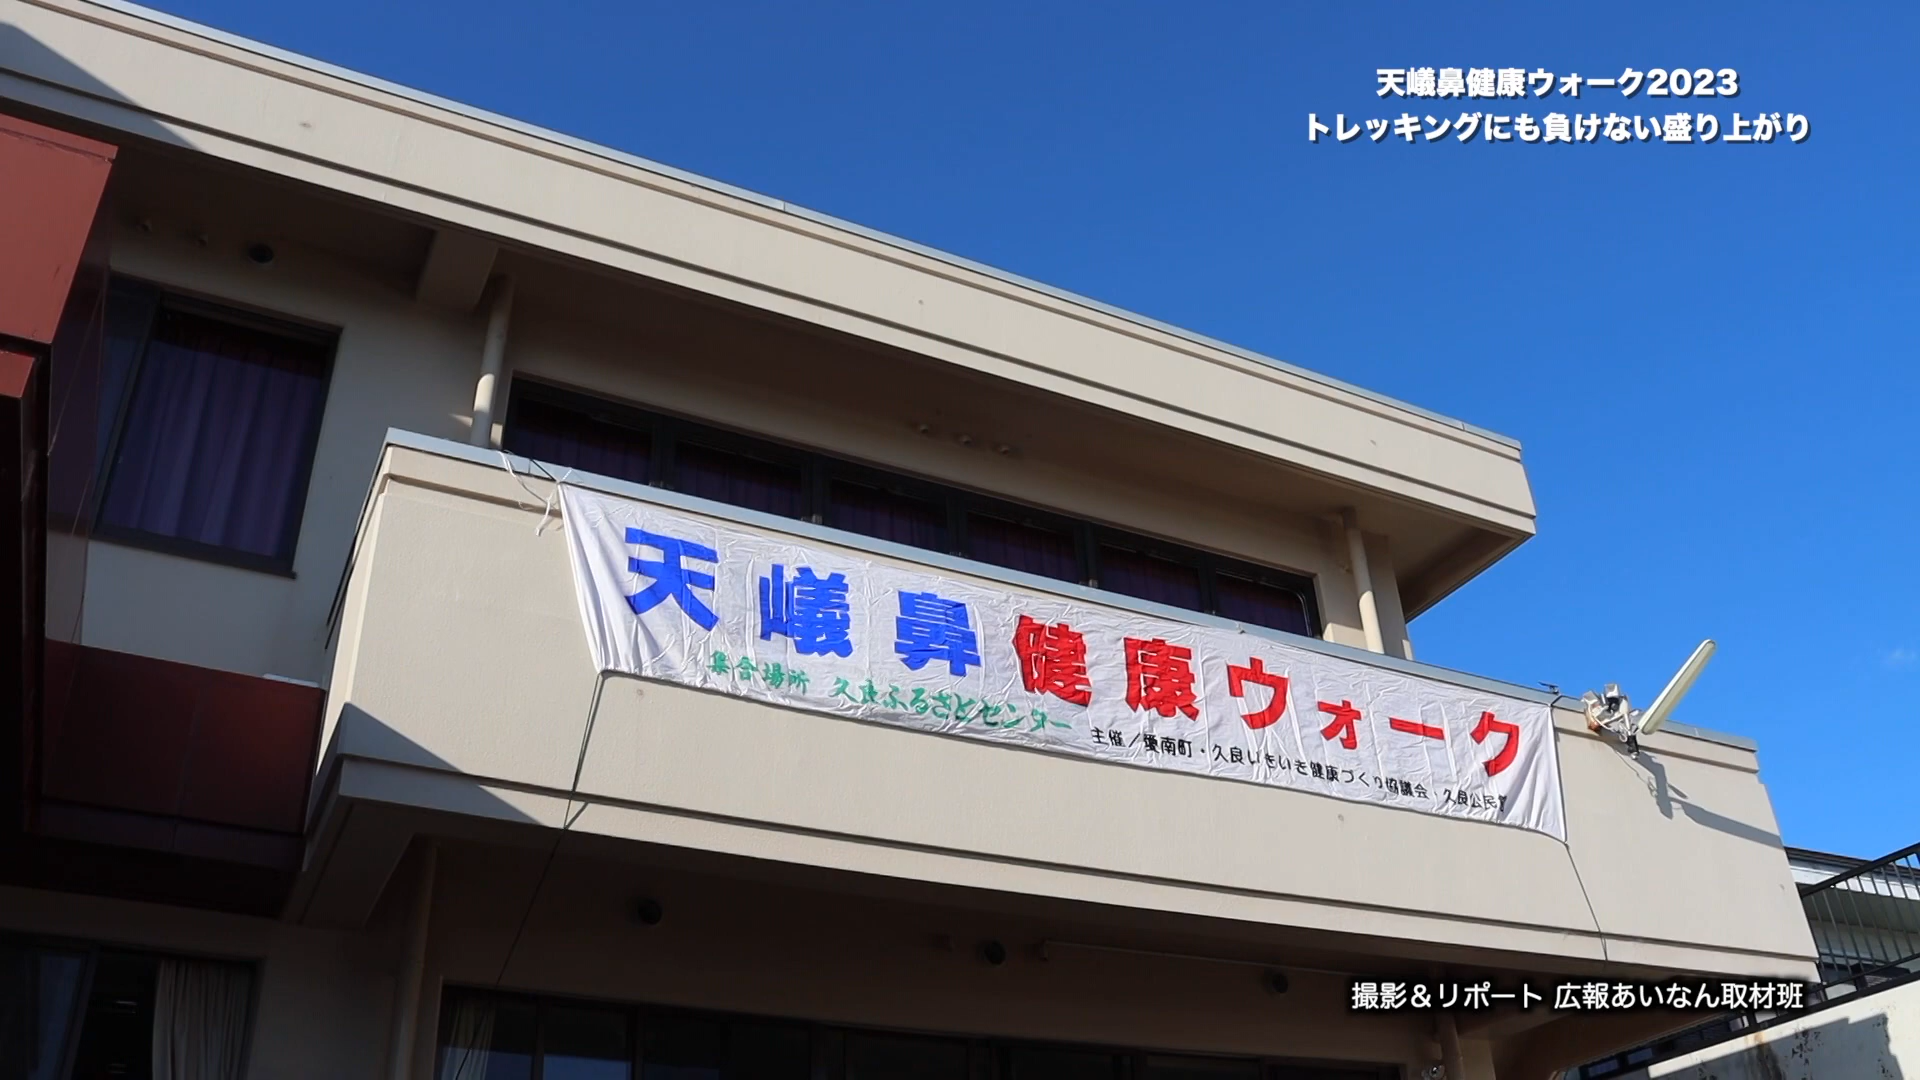 天嶬鼻健康ウォーク2023
トレッキングにも負けない盛り上がり
天嶬鼻健康ウォーク
集合場所 久良ふるさとセンター
主催／愛南町・久良いきいき健康づくり協議会・久良公民館
撮影＆リポート 広報あいなん取材班